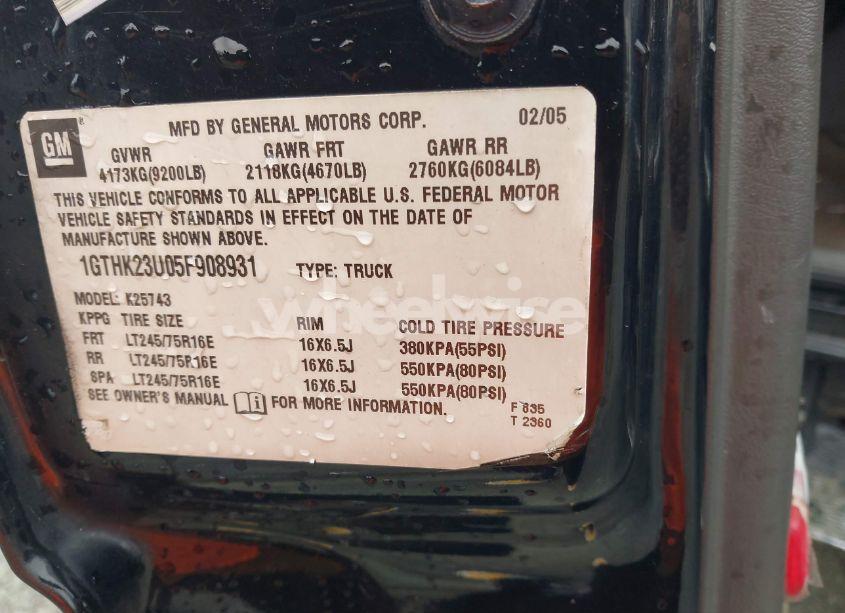 GM
MFD BY GENERAL MOTORS CORP. 02/05
GVWR GAWR FRT GAWR RR
4173KG(9200LB) 2118KG(4670LB) 2760KG(6084LB)
THIS VEHICLE CONFORMS TO ALL APPLICABLE U.S. FEDERAL MOTOR
VEHICLE SAFETY STANDARDS IN EFFECT ON THE DATE OF
MANUFACTURE SHOWN ABOVE.
1GTHK23U05F908931 TYPE: TRUCK
MODEL: K25743
KPPG TIRE SIZE RIM COLD TIRE PRESSURE
FRT LT245/75R16E 16X6.5J 380KPA(55PSI)
RR LT245/75R16E 16X6.5J 550KPA(80PSI)
SPA LT245/75R16E 16X6.5J 550KPA(80PSI)
SEE OWNER'S MANUAL FOR MORE INFORMATION.
F 635
T 2360
wheelwise